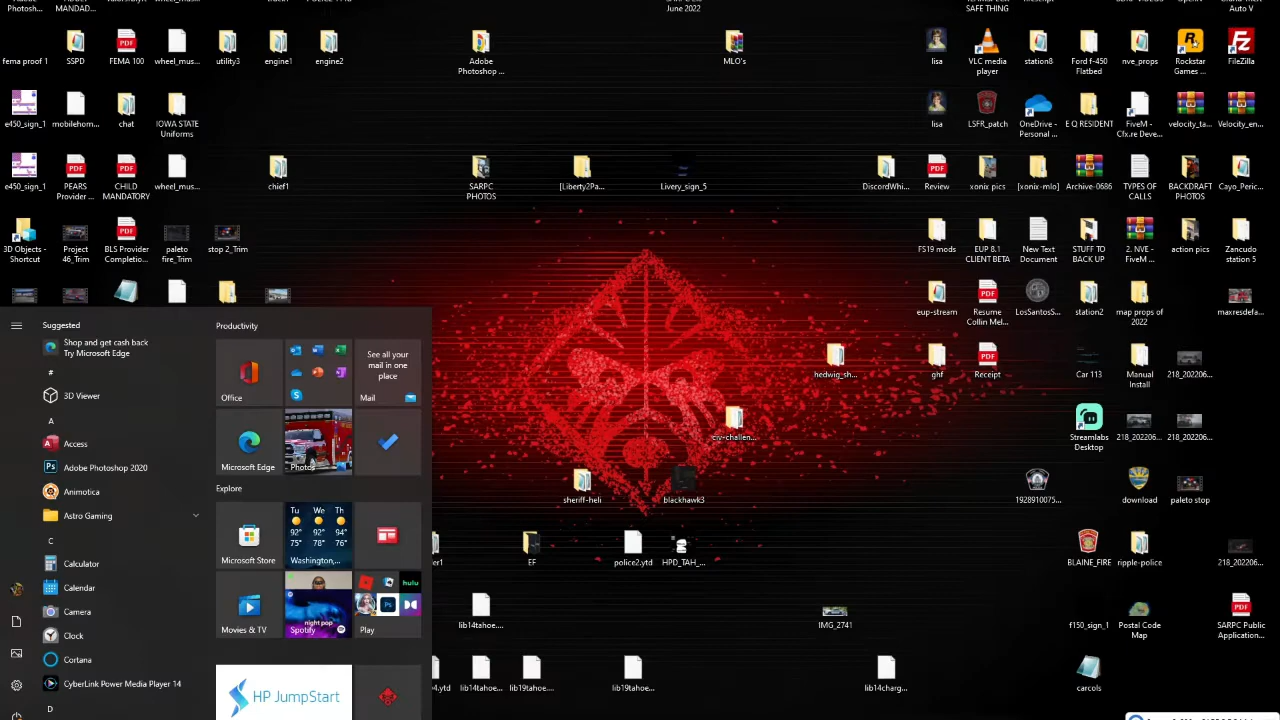 Photosh...
MANDAD...
PDF
SAFE THING
June 2022
Auto V
fema proof 1
SSPD
FEMA 100
wheel_mus...
utility3
engine1
engine2
Adobe
Photoshop ...
MLO's
lisa
VLC media
player
station8
Ford f-450
Flatbed
nve_props
Rockstar
Games ...
FileZilla
e450_sign_1
mobilehom...
chat
IOWA STATE
Uniforms
lisa
LSFR_patch
OneDrive -
Personal ...
E Q RESIDENT
FiveM -
Cfx.re Deve...
velocity_ta...
Velocity_en...
e450_sign_1
PEARS
Provider ...
CHILD
MANDATORY
wheel_mus...
chief1
SARPC
PHOTOS
[Liberty2Pa...
Livery_sign_5
DiscordWhi...
Review
xonix pics
[xonix-mlo]
Archive-0686
TYPES OF
CALLS
BACKDRAFT
PHOTOS
Cayo_Peric...
3D Objects -
Shortcut
Project
46_Trim
BLS Provider
Completio...
paleto
fire_Trim
stop 2_Trim
FS19 mods
EUP 8.1
CLIENT BETA
New Text
Document
STUFF TO
BACK UP
2. NVE -
FiveM ...
action pics
Zancudo
station 5
eup-stream
Resume
Collin Mel...
LosSantosS...
station2
map props of
2022
maxresdefa...
hedwig_sh...
ghf
Receipt
Car 113
Manual
Install
218_202206...
civ-challen...
Streamlabs
Desktop
218_202206...
218_202206...
sheriff-heli
blackhawk3
1928910075...
download
paleto stop
EF
police2.ytd
HPD_TAH_...
BLAINE_FIRE
ripple-police
218_202206...
lib14tahoe....
IMG_2741
f150_sign_1
Postal Code
Map
SARPC Public
Application...
lib14tahoe...
lib19tahoe....
lib19tahoe...
lib14charg...
carcols
Suggested
Shop and get cash back
Try Microsoft Edge
#
3D Viewer
A
Access
Adobe Photoshop 2020
Animotica
Astro Gaming
C
Calculator
Calendar
Camera
Clock
Cortana
CyberLink Power Media Player 14
D
Productivity
Office
See all your
mail in one
place
Mail
Microsoft Edge
Photos
Explore
Microsoft Store
Tu We Th
92° 92° 94°
75° 78° 76°
Washington,...
Movies & TV
night pop
Spotify
hulu
Ps
Play
HP JumpStart